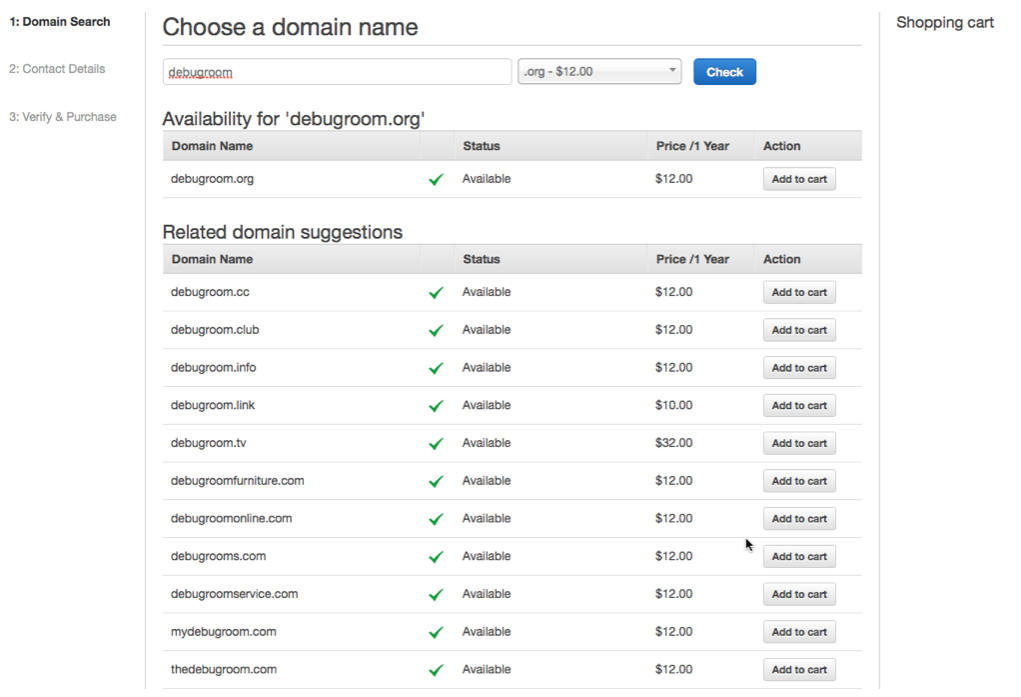 1: Domain Search
2: Contact Details
3: Verify & Purchase
Choose a domain name
debugroom .org - $12.00 Check
Availability for 'debugroom.org'
Domain Name Status Price /1 Year Action
debugroom.org Available $12.00 Add to cart
Related domain suggestions
Domain Name Status Price /1 Year Action
debugroom.cc Available $12.00 Add to cart
debugroom.club Available $12.00 Add to cart
debugroom.info Available $12.00 Add to cart
debugroom.link Available $10.00 Add to cart
debugroom.tv Available $32.00 Add to cart
debugroomfurniture.com Available $12.00 Add to cart
debugroomonline.com Available $12.00 Add to cart
debugrooms.com Available $12.00 Add to cart
debugroomservice.com Available $12.00 Add to cart
mydebugroom.com Available $12.00 Add to cart
thedebugroom.com Available $12.00 Add to cart
Shopping cart